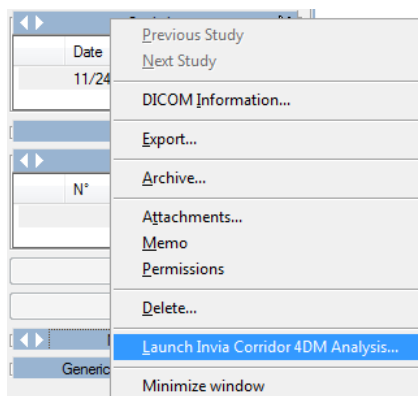 Previous Study
Date
Next Study
11/24
DICOM Information...
Export...
Archive...
N°
Attachments...
Memo
Permissions
Delete...
Launch Invia Corridor 4DM Analysis...
Generic
Minimize window